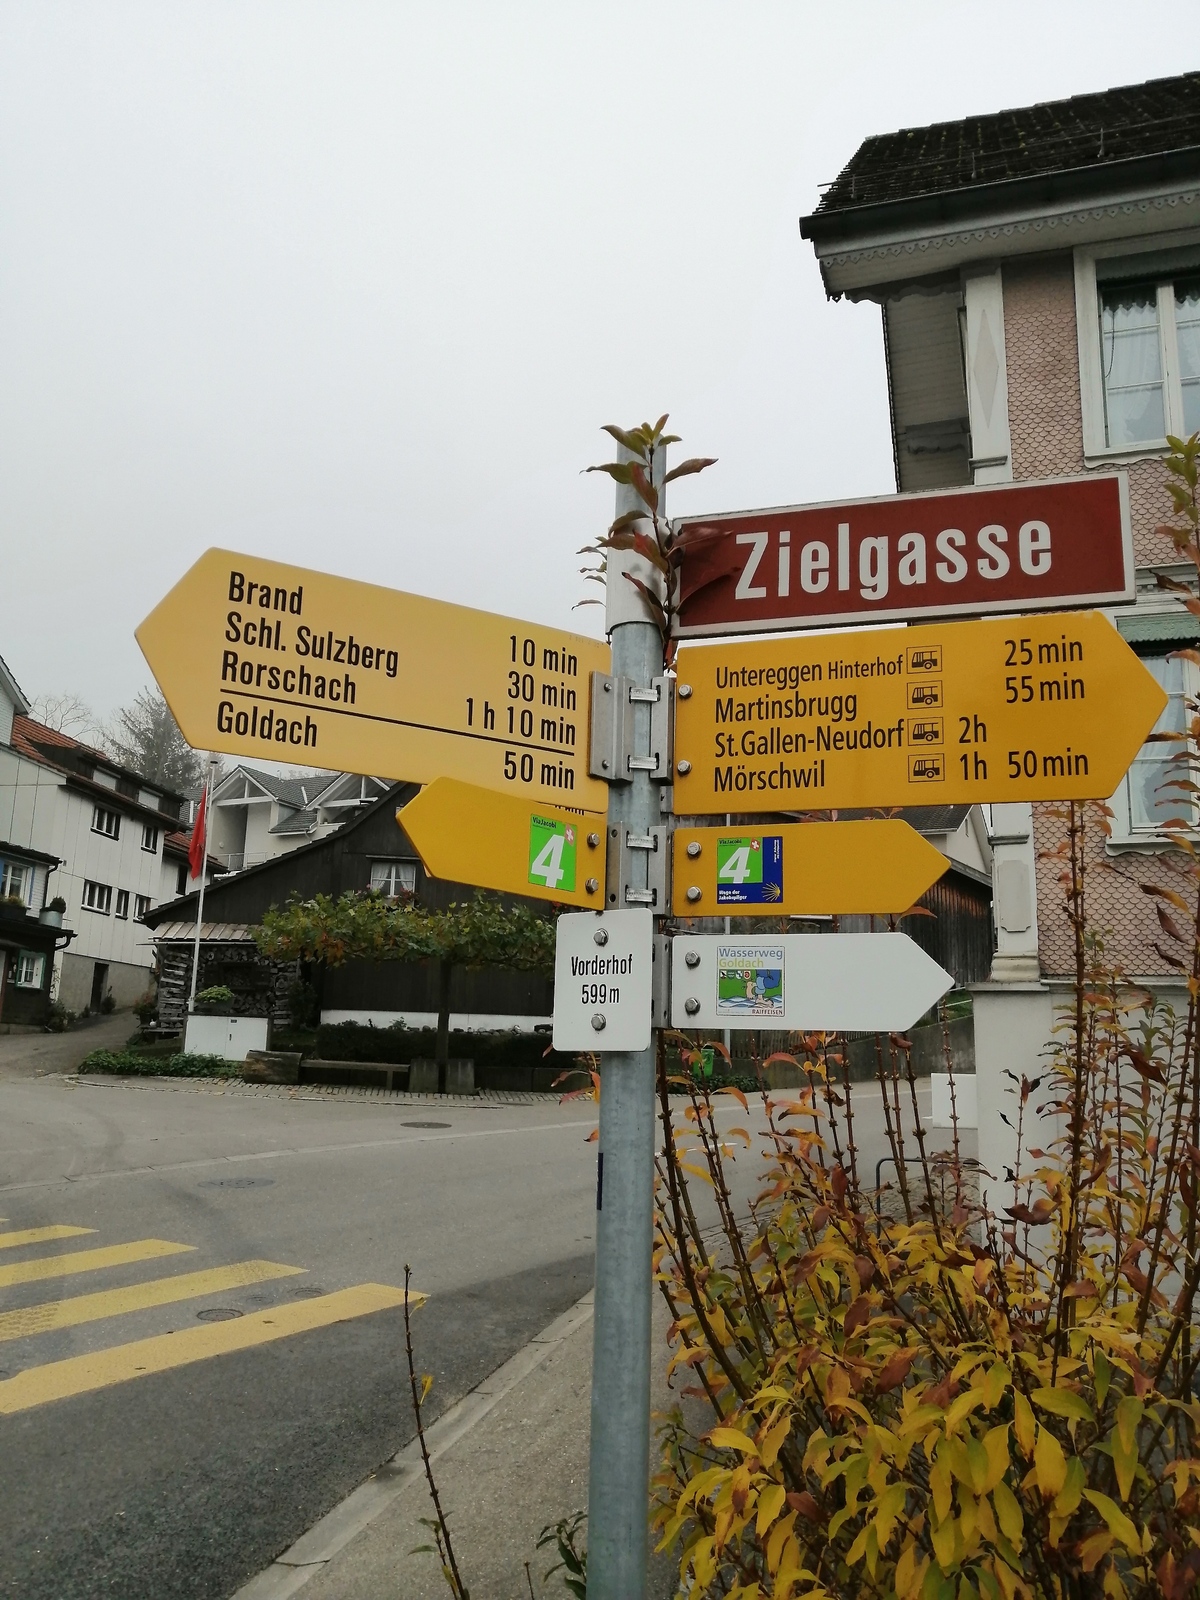 Zielgasse
Brand 10 min
Schl. Sulzberg 30 min
Rorschach 1 h 10 min
Goldach 50 min
Untereggen Hinterhof 25 min
Martinsbrugg 55 min
St. Gallen-Neudorf 2h
Mörschwil 1h 50 min
ViaJacobi
4
ViaJacobi
4
Wege der
Jakobspilger
Vorderhof
599 m
Wasserweg
Goldach
RAIFFEISEN